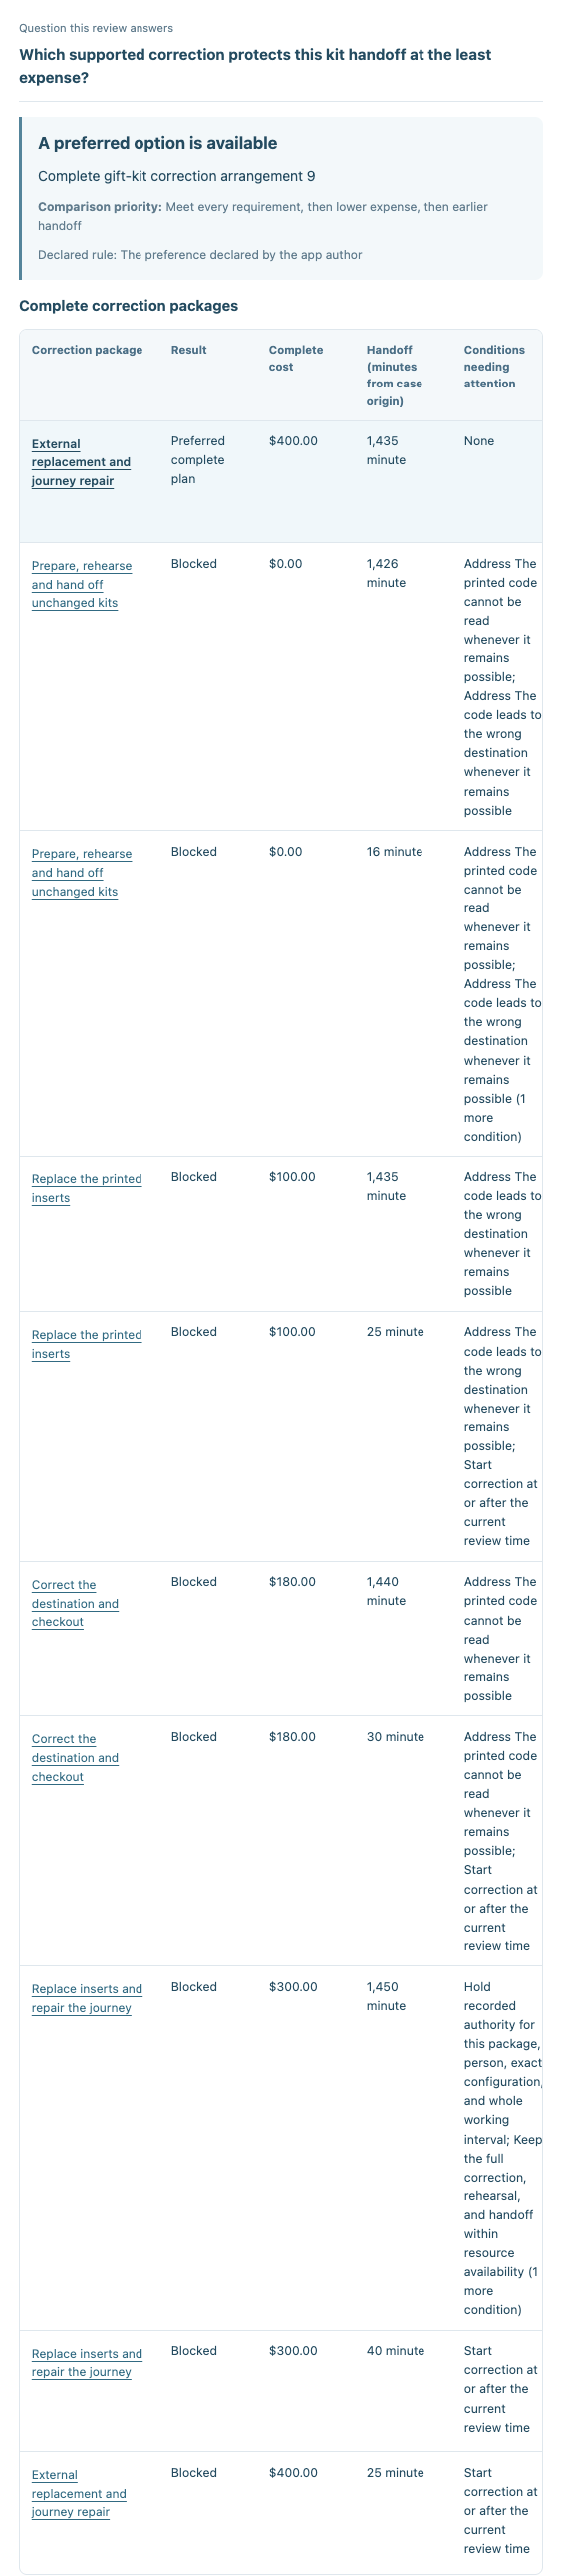 Question this review answers
Which supported correction protects this kit handoff at the least
expense?
A preferred option is available
Complete gift-kit correction arrangement 9
Comparison priority: Meet every requirement, then lower expense, then earlier
handoff
Declared rule: The preference declared by the app author
Complete correction packages
Correction package
Result
Complete
cost
Handoff
(minutes
from case
origin)
Conditions
needing
attention
External
replacement and
journey repair
Preferred
complete
plan
$400.00
1,435
minute
None
Prepare, rehearse
and hand off
unchanged kits
Blocked
$0.00
1,426
minute
Address The
printed code
cannot be
read
whenever it
remains
possible;
Address The
code leads to
the wrong
destination
whenever it
remains
possible
Prepare, rehearse
and hand off
unchanged kits
Blocked
$0.00
16 minute
Address The
printed code
cannot be
read
whenever it
remains
possible;
Address The
code leads to
the wrong
destination
whenever it
remains
possible (1
more
condition)
Replace the printed
inserts
Blocked
$100.00
1,435
minute
Address The
code leads to
the wrong
destination
whenever it
remains
possible
Replace the printed
inserts
Blocked
$100.00
25 minute
Address The
code leads to
the wrong
destination
whenever it
remains
possible;
Start
correction at
or after the
current
review time
Correct the
destination and
checkout
Blocked
$180.00
1,440
minute
Address The
printed code
cannot be
read
whenever it
remains
possible
Correct the
destination and
checkout
Blocked
$180.00
30 minute
Address The
printed code
cannot be
read
whenever it
remains
possible;
Start
correction at
or after the
current
review time
Replace inserts and
repair the journey
Blocked
$300.00
1,450
minute
Hold
recorded
authority for
this package,
person, exact
configuration,
and whole
working
interval; Keep
the full
correction,
rehearsal,
and handoff
within
resource
availability (1
more
condition)
Replace inserts and
repair the journey
Blocked
$300.00
40 minute
Start
correction at
or after the
current
review time
External
replacement and
journey repair
Blocked
$400.00
25 minute
Start
correction at
or after the
current
review time